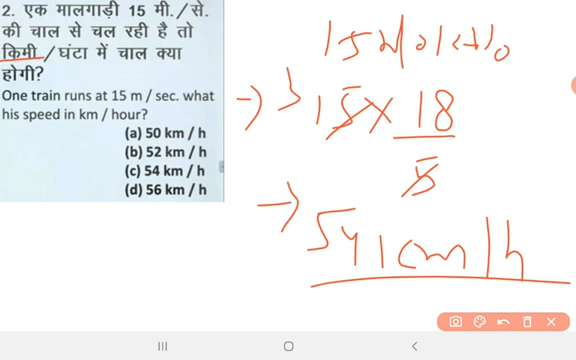 2. एक मालगाड़ी 15 मी./से.
की चाल से चल रही है तो
किमी /घंटा में चाल क्या
होगी?
One train runs at 15 m / sec. what
his speed in km / hour?
(a) 50 km / h
(b) 52 km / h
(c) 54 km / h
(d) 56 km / h
15
15 × 18
5
54 km/h